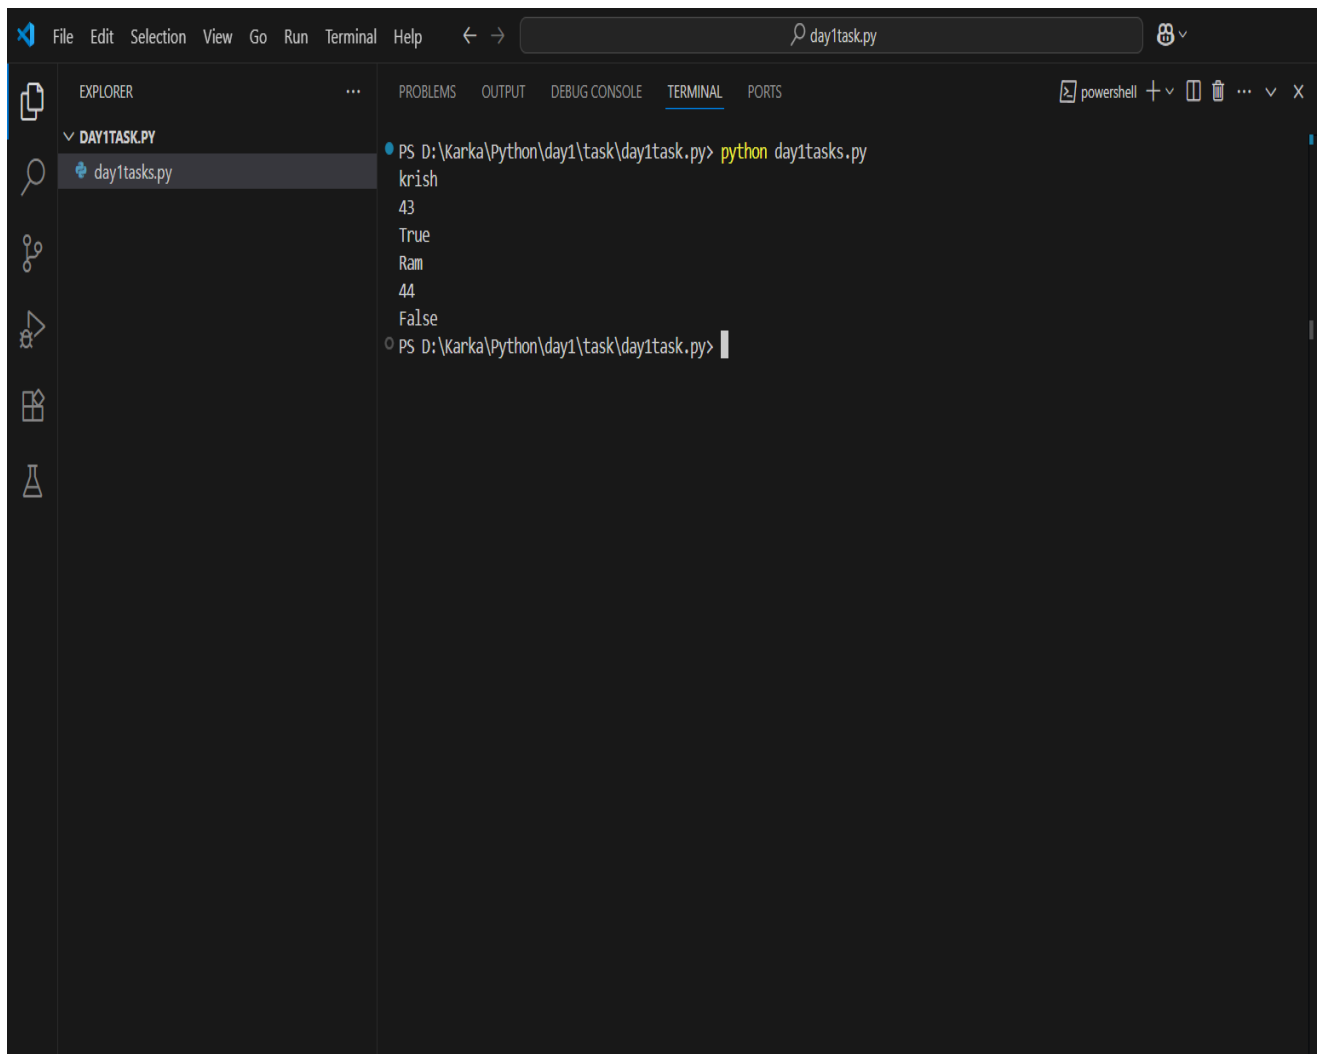 File Edit Selection View Go Run Terminal Help day1task.py
EXPLORER
DAY1TASK.PY
day1tasks.py
PROBLEMS OUTPUT DEBUG CONSOLE TERMINAL PORTS powershell
PS D:\Karka\Python\day1\task\day1task.py> python day1tasks.py
krish
43
True
Ram
44
False
PS D:\Karka\Python\day1\task\day1task.py>